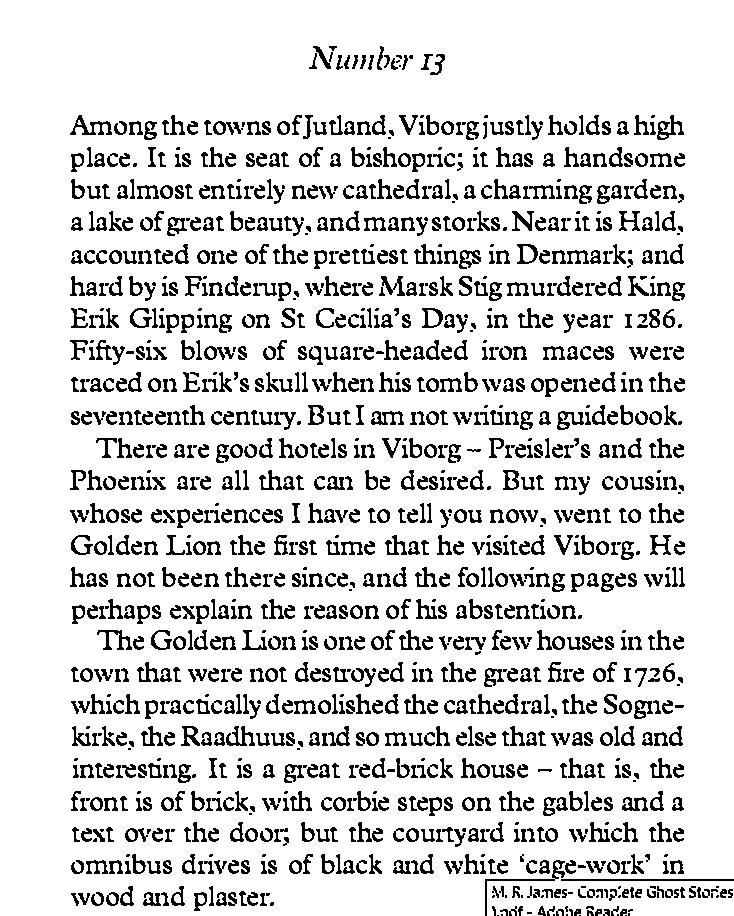 Number 13
Among the towns of Jutland, Viborg justly holds a high
place. It is the seat of a bishopric; it has a handsome
but almost entirely new cathedral, a charming garden,
a lake of great beauty, and many storks. Near it is Hald,
accounted one of the prettiest things in Denmark; and
hard by is Finderup, where Marsk Stig murdered King
Erik Glipping on St Cecilia's Day, in the year 1286.
Fifty-six blows of square-headed iron maces were
traced on Erik's skull when his tomb was opened in the
seventeenth century. But I am not writing a guidebook.
There are good hotels in Viborg – Preisler's and the
Phoenix are all that can be desired. But my cousin,
whose experiences I have to tell you now, went to the
Golden Lion the first time that he visited Viborg. He
has not been there since, and the following pages will
perhaps explain the reason of his abstention.
The Golden Lion is one of the very few houses in the
town that were not destroyed in the great fire of 1726,
which practically demolished the cathedral, the Sogne-
kirke, the Raadhuus, and so much else that was old and
interesting. It is a great red-brick house – that is, the
front is of brick, with corbie steps on the gables and a
text over the door; but the courtyard into which the
omnibus drives is of black and white ‘cage-work’ in
wood and plaster.
M. R. James- Complete Ghost Stories
).pdf - Adobe Reader